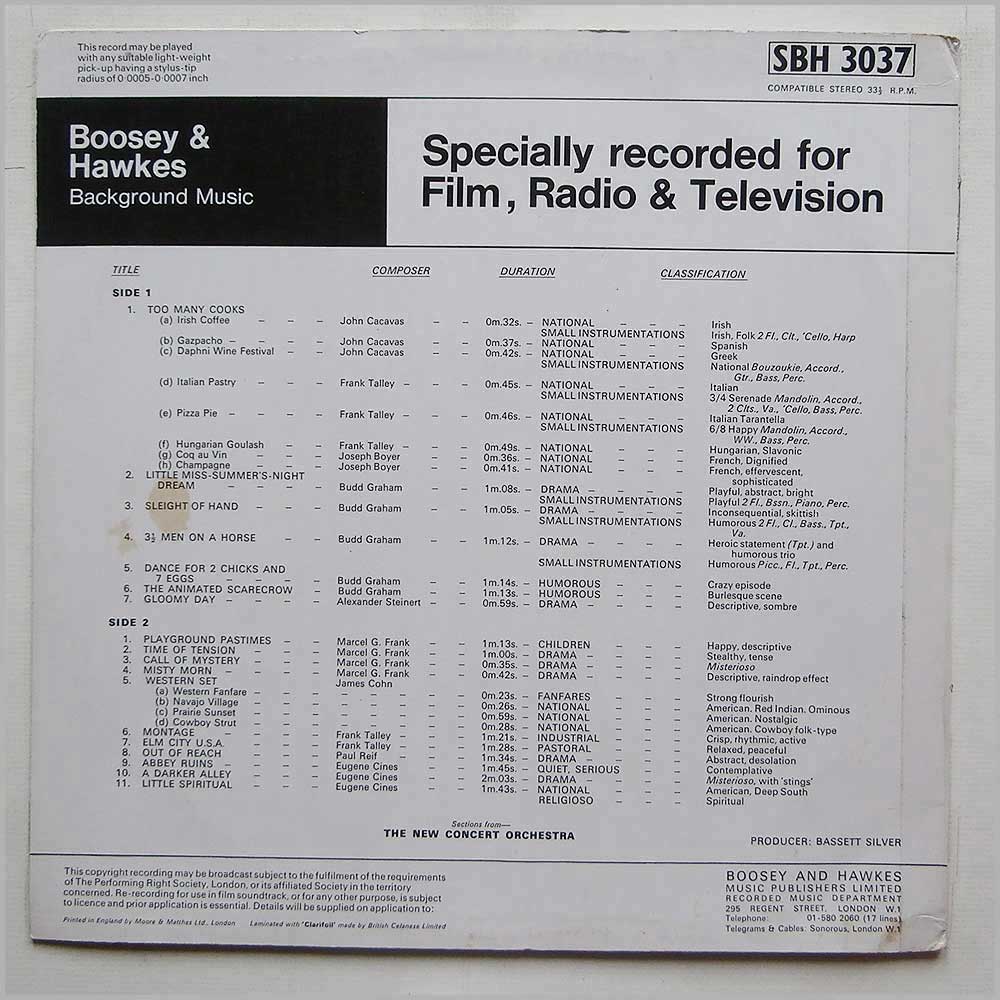 This record may be played
with any suitable light-weight
pick-up having a stylus-tip
radius of 0·0005-0·0007 inch
SBH 3037
COMPATIBLE STEREO 33⅓ R.P.M.
Boosey &
Hawkes
Background Music
Specially recorded for
Film, Radio & Television
TITLE COMPOSER DURATION CLASSIFICATION
SIDE 1
1. TOO MANY COOKS
(a) Irish Coffee – – – John Cacavas – – 0m.32s. – NATIONAL – – – Irish
SMALL INSTRUMENTATIONS Irish, Folk 2 Fl., Clt., 'Cello, Harp
(b) Gazpacho – – – John Cacavas – – 0m.37s. – NATIONAL – – – Spanish
(c) Daphni Wine Festival – – John Cacavas – – 0m.42s. – NATIONAL – – – Greek
SMALL INSTRUMENTATIONS National Bouzoukie, Accord.,
Gtr., Bass, Perc.
(d) Italian Pastry – – – Frank Talley – – 0m.45s. – NATIONAL – – – Italian
SMALL INSTRUMENTATIONS 3/4 Serenade Mandolin, Accord.,
2 Clts., Va., 'Cello, Bass, Perc.
(e) Pizza Pie – – – – Frank Talley – – 0m.46s. – NATIONAL – – – Italian Tarantella
SMALL INSTRUMENTATIONS 6/8 Happy Mandolin, Accord.,
WW., Bass, Perc.
(f) Hungarian Goulash – – Frank Talley – – 0m.49s. – NATIONAL – – – Hungarian, Slavonic
(g) Coq au Vin – – – Joseph Boyer – – 0m.36s. – NATIONAL – – – French, Dignified
(h) Champagne – – – Joseph Boyer – – 0m.41s. – NATIONAL – – – French, effervescent,
sophisticated
2. LITTLE MISS-SUMMER'S-NIGHT
DREAM – – – – Budd Graham – – 1m.08s. – DRAMA – – – – Playful, abstract, bright
SMALL INSTRUMENTATIONS Playful 2 Fl., Bssn., Piano, Perc.
3. SLEIGHT OF HAND – – – Budd Graham – – 1m.05s. – DRAMA – – – – Inconsequential, skittish
SMALL INSTRUMENTATIONS Humorous 2 Fl., Cl., Bass., Tpt.,
Va.
4. 3½ MEN ON A HORSE – – Budd Graham – – 1m.12s. – DRAMA – – – – Heroic statement (Tpt.) and
humorous trio
SMALL INSTRUMENTATIONS Humorous Picc., Fl., Tpt., Perc.
5. DANCE FOR 2 CHICKS AND
7 EGGS – – – – Budd Graham – – 1m.14s. – HUMOROUS – – – Crazy episode
6. THE ANIMATED SCARECROW – Budd Graham – – 1m.13s. – HUMOROUS – – – Burlesque scene
7. GLOOMY DAY – – – – Alexander Steinert – – 0m.59s. – DRAMA – – – – Descriptive, sombre
SIDE 2
1. PLAYGROUND PASTIMES – – Marcel G. Frank – – 1m.13s. – CHILDREN – – – Happy, descriptive
2. TIME OF TENSION – – – Marcel G. Frank – – 1m.00s. – DRAMA – – – – Stealthy, tense
3. CALL OF MYSTERY – – – Marcel G. Frank – – 0m.35s. – DRAMA – – – – Misterioso
4. MISTY MORN – – – – Marcel G. Frank – – 0m.42s. – DRAMA – – – – Descriptive, raindrop effect
5. WESTERN SET James Cohn
(a) Western Fanfare – – – – – – 0m.23s. – FANFARES – – – Strong flourish
(b) Navajo Village – – – – – – 0m.26s. – NATIONAL – – – American. Red Indian. Ominous
(c) Prairie Sunset – – – – – – 0m.59s. – NATIONAL – – – American. Nostalgic
(d) Cowboy Strut – – – – – – 0m.28s. – NATIONAL – – – American. Cowboy folk-type
6. MONTAGE – – – – Frank Talley – – 1m.21s. – INDUSTRIAL – – – Crisp, rhythmic, active
7. ELM CITY U.S.A. – – – Frank Talley – – 1m.28s. – PASTORAL – – – Relaxed, peaceful
8. OUT OF REACH – – – Paul Reif – – 1m.34s. – DRAMA – – – – Abstract, desolation
9. ABBEY RUINS – – – – Eugene Cines – – 1m.45s. – QUIET, SERIOUS – – – Contemplative
10. A DARKER ALLEY – – – Eugene Cines – – 2m.03s. – DRAMA – – – – Misterioso, with 'stings'
11. LITTLE SPIRITUAL – – – Eugene Cines – – 1m.43s. – NATIONAL – – – American, Deep South
RELIGIOSO – – – Spiritual
Sections from—
THE NEW CONCERT ORCHESTRA
PRODUCER: BASSETT SILVER
This copyright recording may be broadcast subject to the fulfilment of the requirements
of The Performing Right Society, London, or its affiliated Society in the territory
concerned. Re-recording for use in film soundtrack, or for any other purpose, is subject
to licence and prior application is essential. Details will be supplied on application to:
Printed in England by Moore & Matthes Ltd., London Laminated with "Clarifoil" made by British Celanese Limited
BOOSEY AND HAWKES
MUSIC PUBLISHERS LIMITED
RECORDED MUSIC DEPARTMENT
295 REGENT STREET, LONDON W.1
Telephone: 01-580 2060 (17 lines)
Telegrams & Cables: Sonorous, London W.1